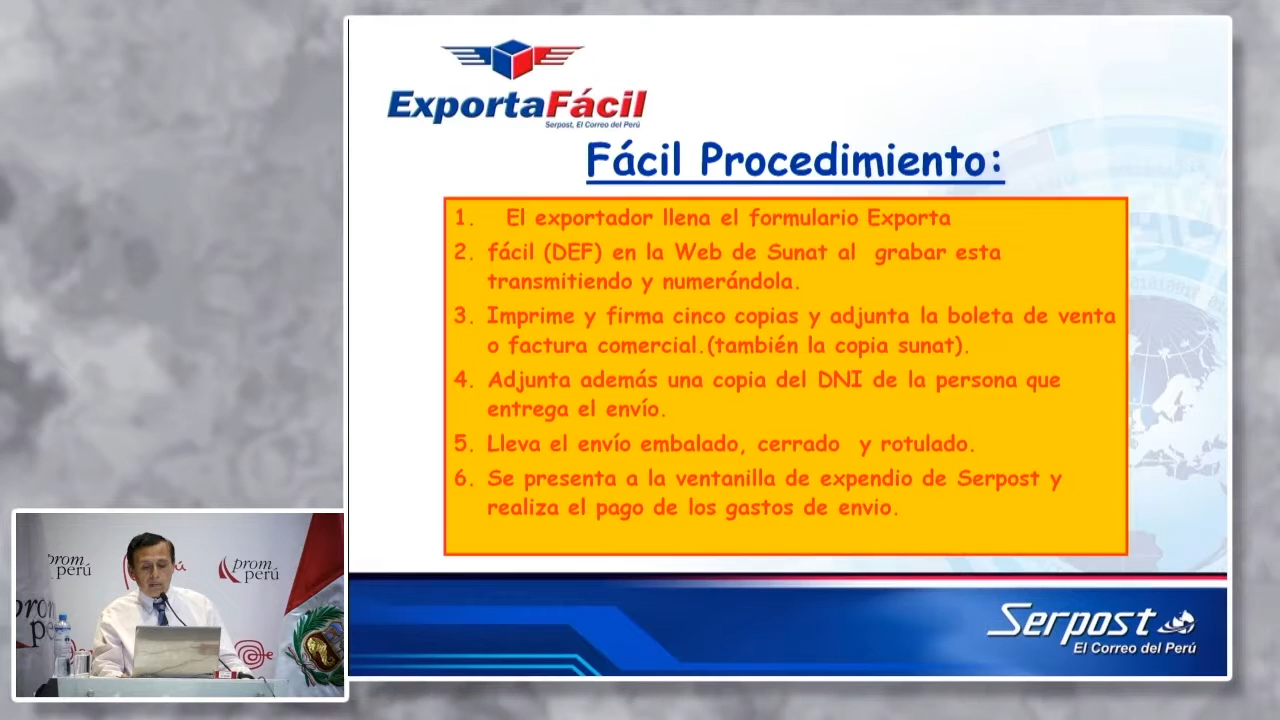 ExportaFácil
Serpost, El Correo del Perú
Fácil Procedimiento:
1. El exportador llena el formulario Exporta
2. fácil (DEF) en la Web de Sunat al grabar esta
transmitiendo y numerándola.
3. Imprime y firma cinco copias y adjunta la boleta de venta
o factura comercial.(también la copia sunat).
4. Adjunta además una copia del DNI de la persona que
entrega el envío.
5. Lleva el envío embalado, cerrado y rotulado.
6. Se presenta a la ventanilla de expendio de Serpost y
realiza el pago de los gastos de envio.
Serpost
El Correo del Perú
prom
perú
prom
perú